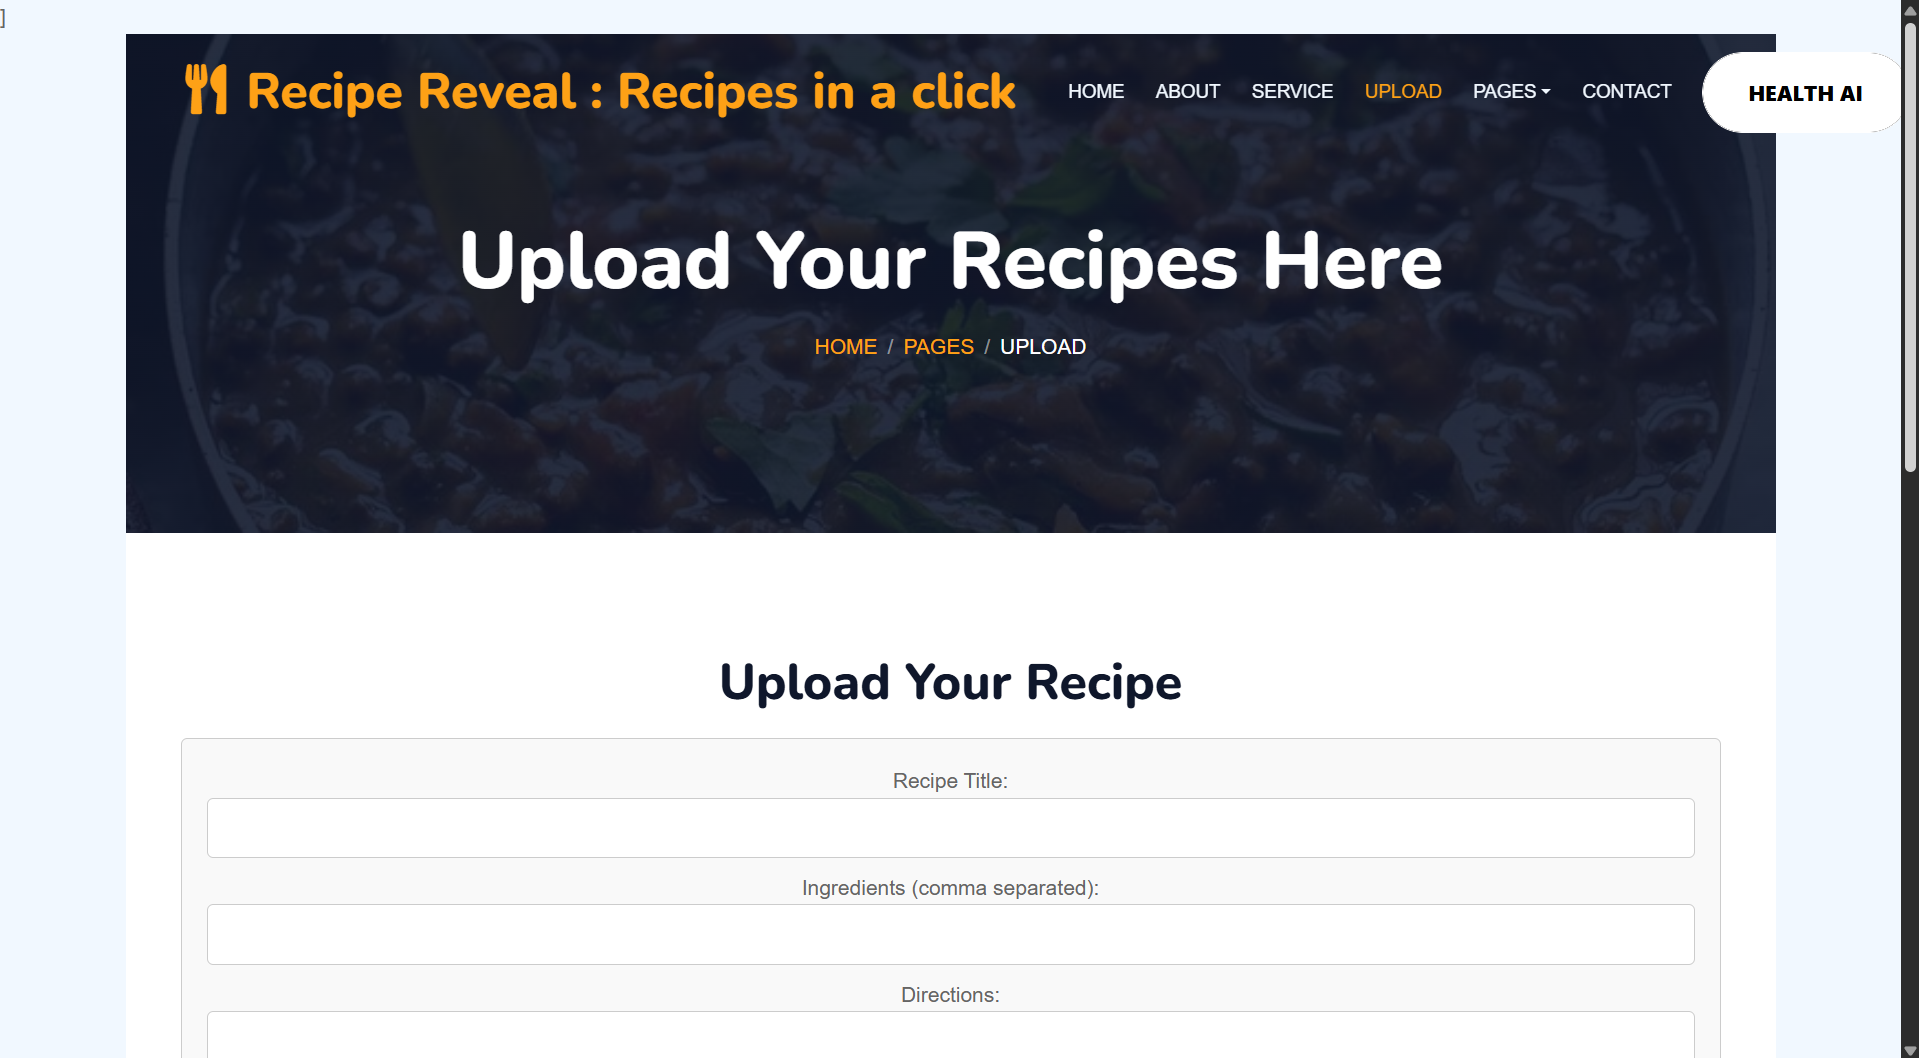 ]
Recipe Reveal : Recipes in a click
HOME ABOUT SERVICE UPLOAD PAGES CONTACT HEALTH AI
Upload Your Recipes Here
HOME / PAGES / UPLOAD
Upload Your Recipe
Recipe Title:
Ingredients (comma separated):
Directions: